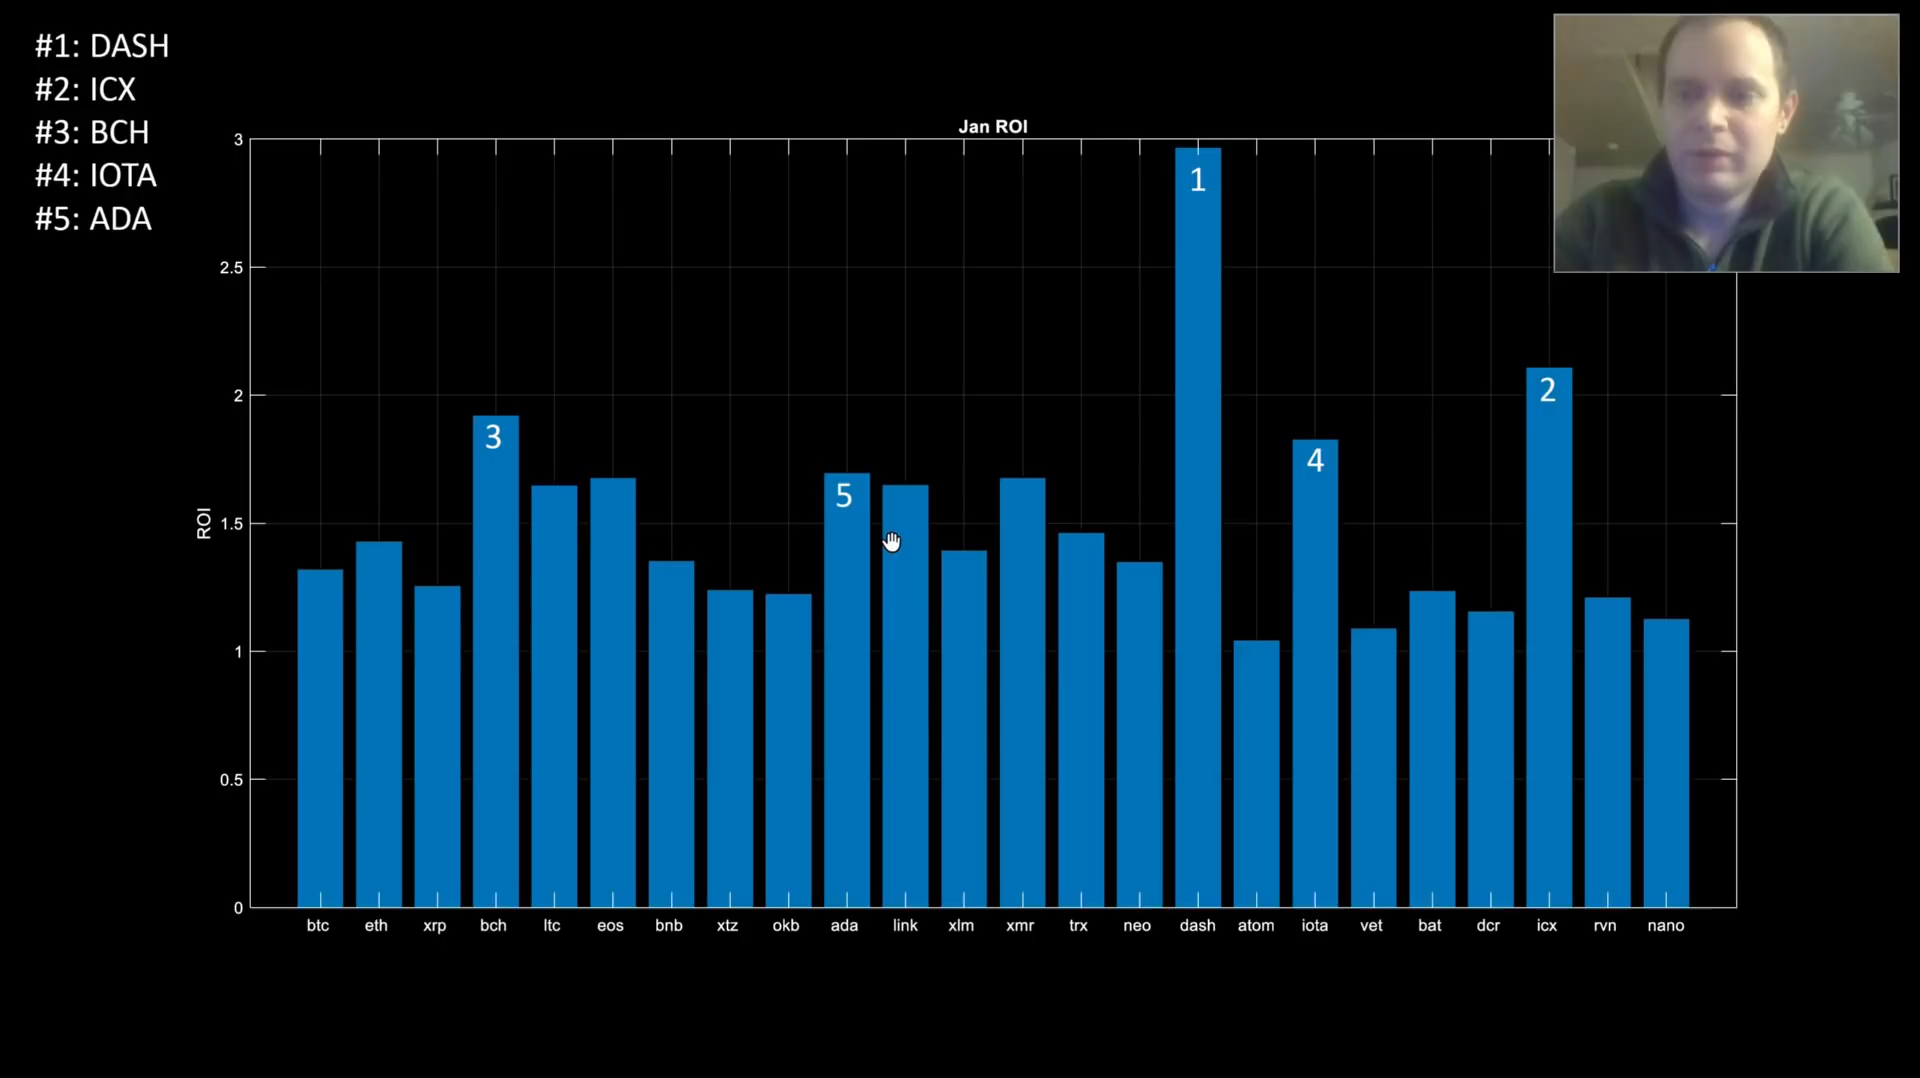 #1: DASH
#2: ICX
#3: BCH
#4: IOTA
#5: ADA
Jan ROI
3
2.5
2
1.5
1
0.5
0
ROI
1
2
3
4
5
btc eth xrp bch ltc eos bnb xtz okb ada link xlm xmr trx neo dash atom iota vet bat dcr icx rvn nano